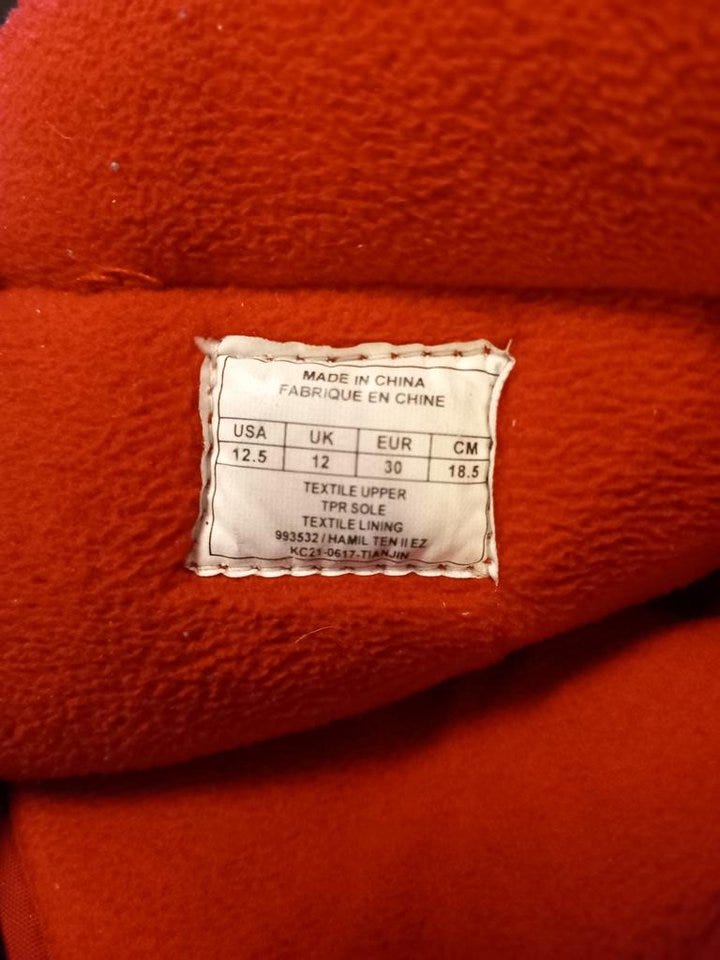 MADE IN CHINA
FABRIQUE EN CHINE
USA UK EUR CM
12.5 12 30 18.5
TEXTILE UPPER
TPR SOLE
TEXTILE LINING
993532 / HAMIL TEN II EZ
KC21-0617-TIANJIN